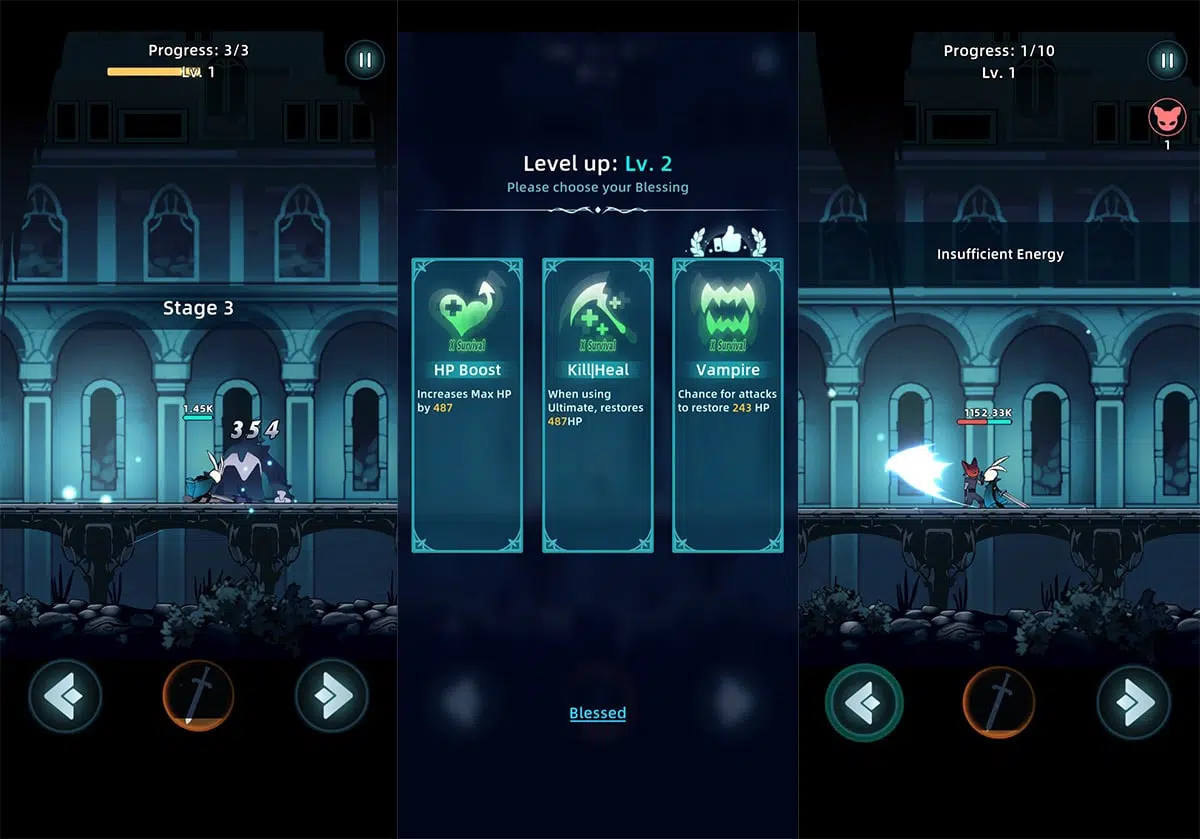 Progress: 3/3
Lv. 1
Stage 3
1.45K
354
Level up: Lv. 2
Please choose your Blessing
X Survival
HP Boost
Increases Max HP
by 487
X Survival
Kill|Heal
When using
Ultimate, restores
487HP
X Survival
Vampire
Chance for attacks
to restore 243 HP
Blessed
Progress: 1/10
Lv. 1
1
Insufficient Energy
1152.33K